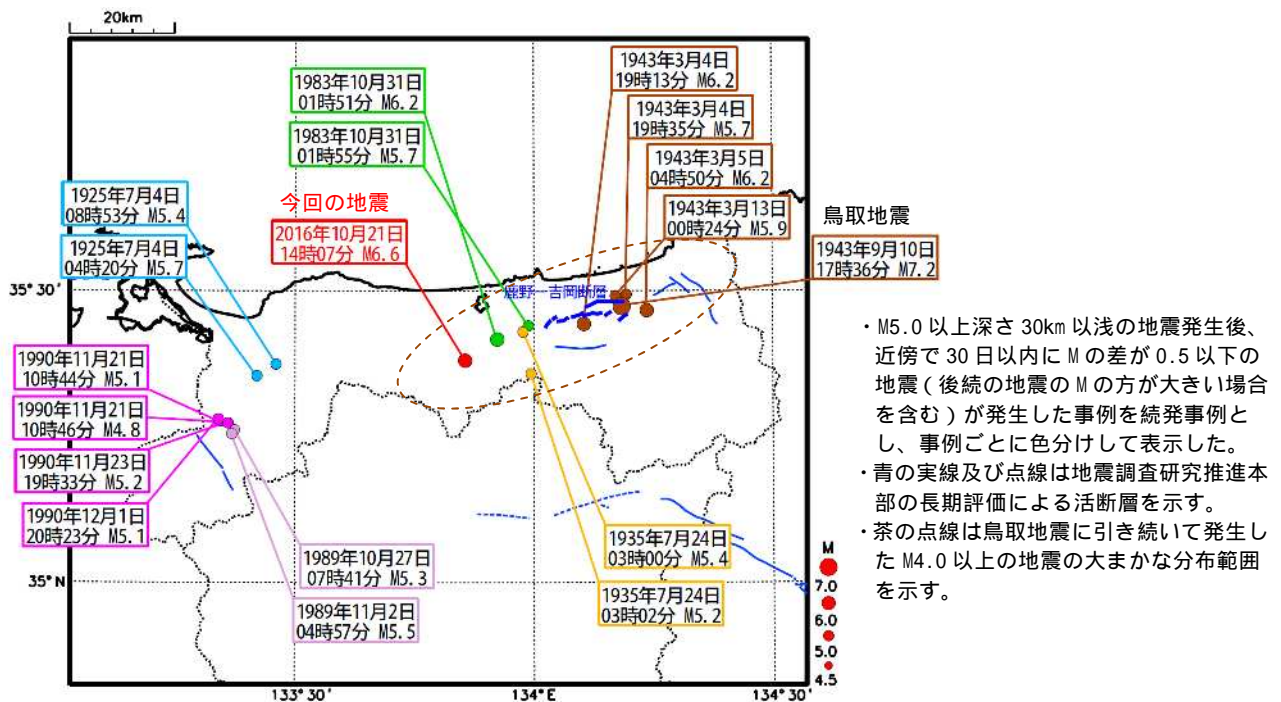 20km
1983年10月31日
01時51分 M6.2
1983年10月31日
01時55分 M5.7
1943年3月4日
19時13分 M6.2
1943年3月4日
19時35分 M5.7
1943年3月5日
04時50分 M6.2
1943年3月13日
00時24分 M5.9
鳥取地震
1943年9月10日
17時36分 M7.2
1925年7月4日
08時53分 M5.4
1925年7月4日
04時20分 M5.7
今回の地震
2016年10月21日
14時07分 M6.6
鹿野-吉岡断層
35°30'
1990年11月21日
10時44分 M5.1
1990年11月21日
10時46分 M4.8
1990年11月23日
19時33分 M5.2
1990年12月1日
20時23分 M5.1
1989年10月27日
07時41分 M5.3
1989年11月2日
04時57分 M5.5
1935年7月24日
03時00分 M5.4
1935年7月24日
03時02分 M5.2
35°N
133°30'
134°E
134°30'
M
7.0
6.0
5.0
4.5
・M5.0以上深さ30km以浅の地震発生後、
近傍で30日以内にMの差が0.5以下の
地震(後続の地震のMの方が大きい場合
を含む)が発生した事例を続発事例と
し、事例ごとに色分けして表示した。
・青の実線及び点線は地震調査研究推進本
部の長期評価による活断層を示す。
・茶の点線は鳥取地震に引き続いて発生し
たM4.0以上の地震の大まかな分布範囲
を示す。